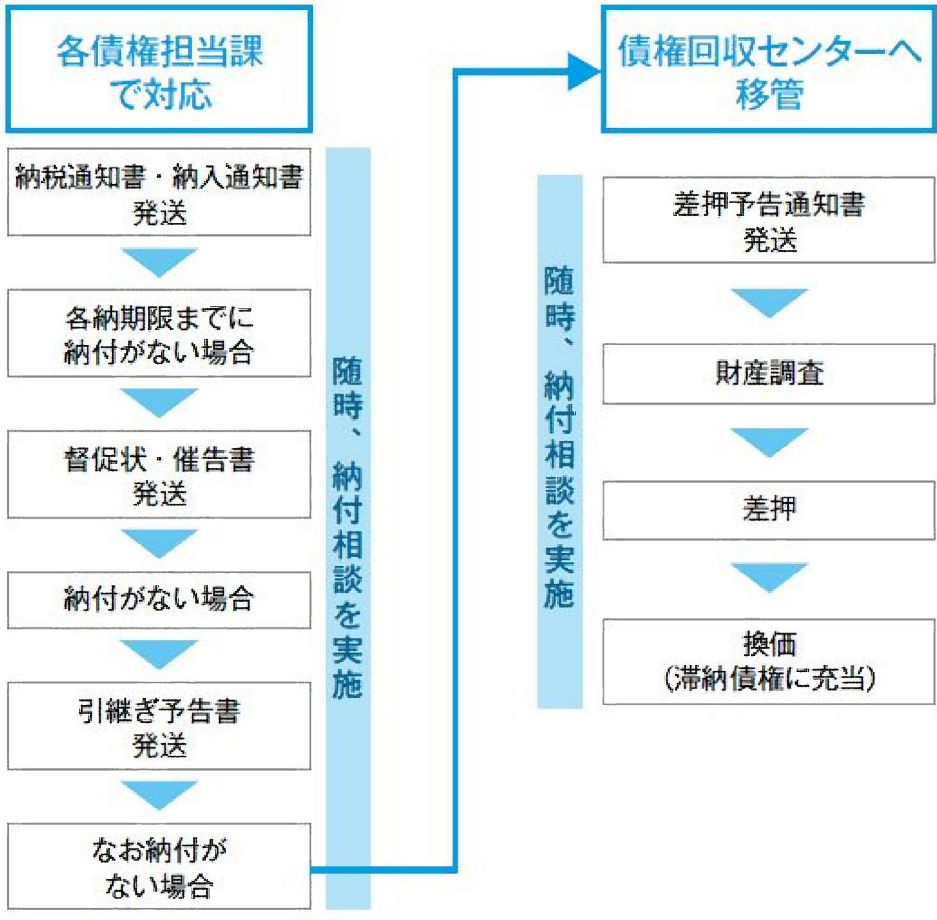 各債権担当課
で対応
納税通知書・納入通知書
発送
各納期限までに
納付がない場合
督促状・催告書
発送
納付がない場合
引継ぎ予告書
発送
なお納付が
ない場合
随時、納付相談を実施
債権回収センターへ
移管
随時、納付相談を実施
差押予告通知書
発送
財産調査
差押
換価
(滞納債権に充当)